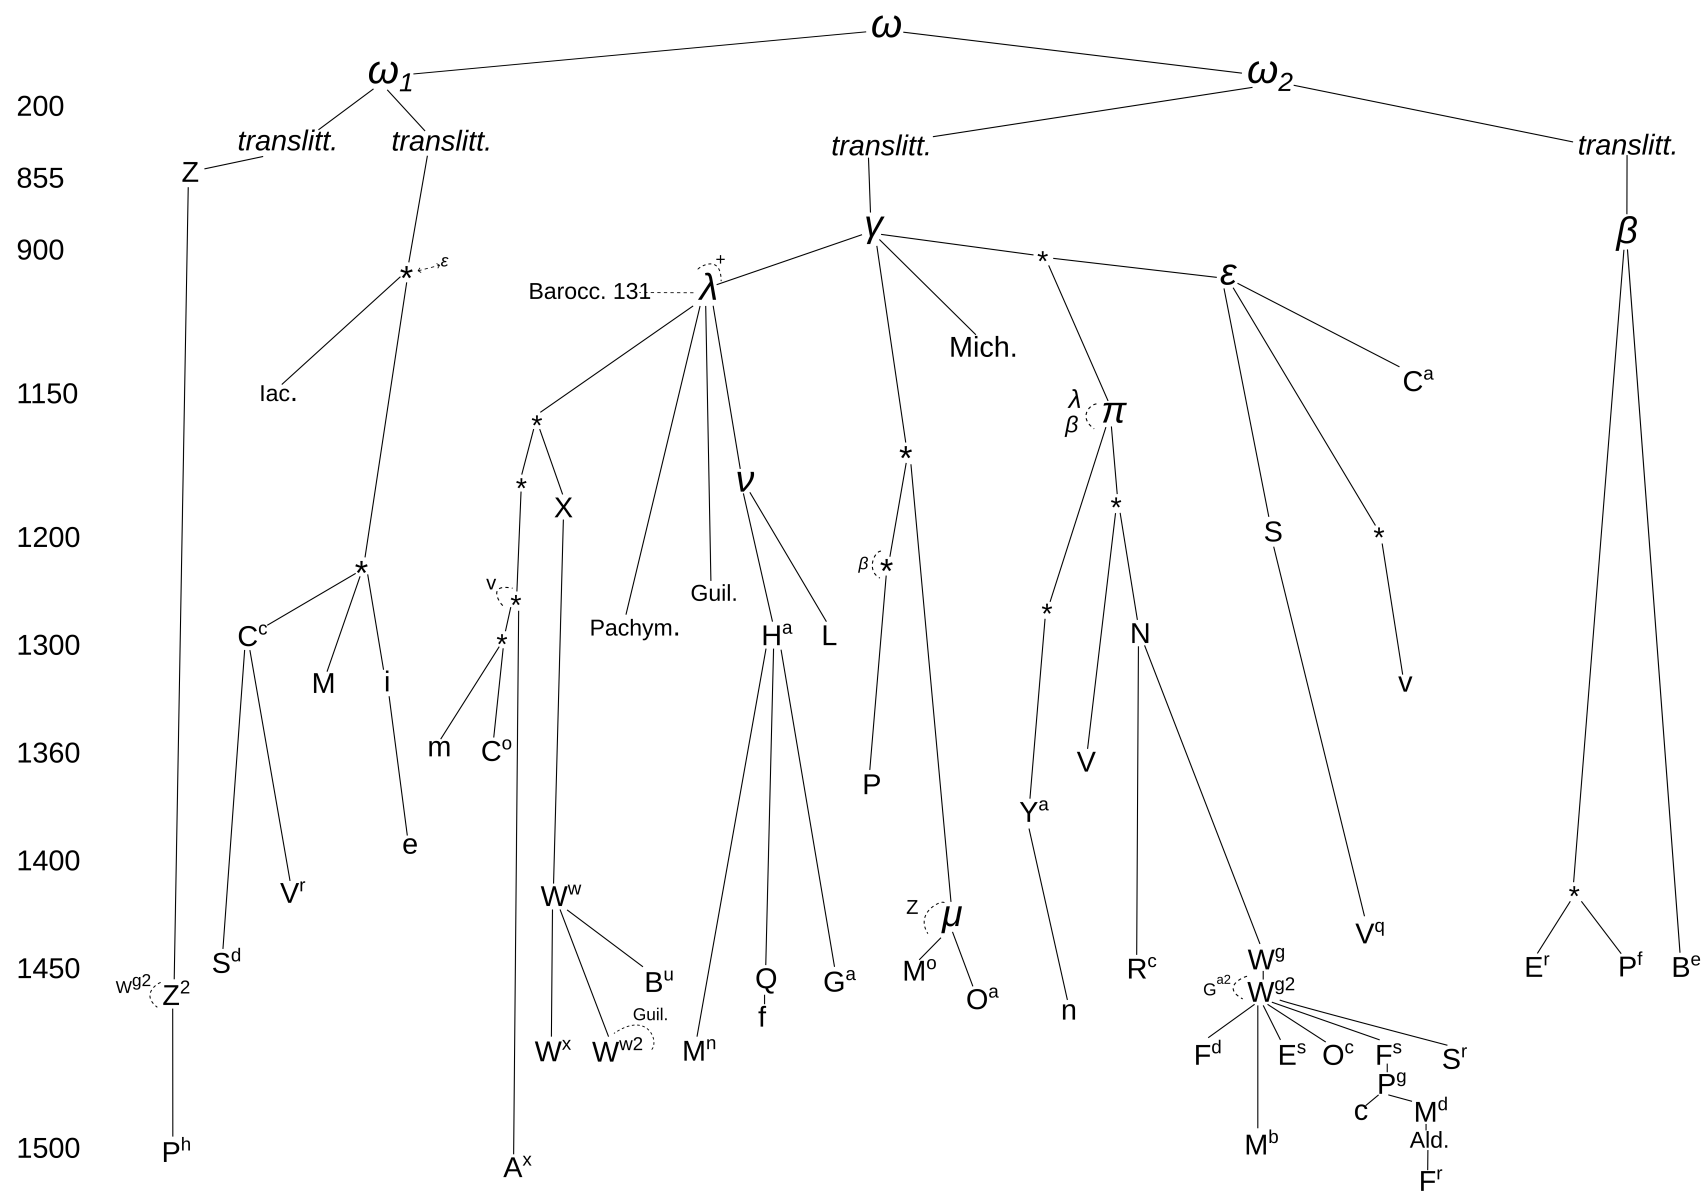 ω
ω₁ ω₂
200
translitt. translitt. translitt. translitt.
Z
855
γ β
900
* ε + *
λ ε
Barocc. 131
Mich.
Cᵃ
1150
Iac.
λ π
β
*
*
ν
* X *
1200 S *
β *
*
v *
Guil.
*
Pachym. Hᵃ L N
1300 Cᶜ *
M i v
m Cᵒ
1360 V
P
Yᵃ
e
1400
Vʳ Wʷ *
Z μ
Vq
Sᵈ
1450 Eʳ Pᶠ Bᵉ
Mᵒ Rᶜ Wᵍ
Q Gᵃ Bᵘ
Wg2 Z² Gᵃ² Wᵍ²
Oᵃ
f n
Guil.
Wˣ Wʷ² Mⁿ Fᵈ Eˢ Oᶜ Fˢ Sʳ
Pᵍ
c Mᵈ
1500 Pʰ Mᵇ Ald.
Aˣ Fʳ